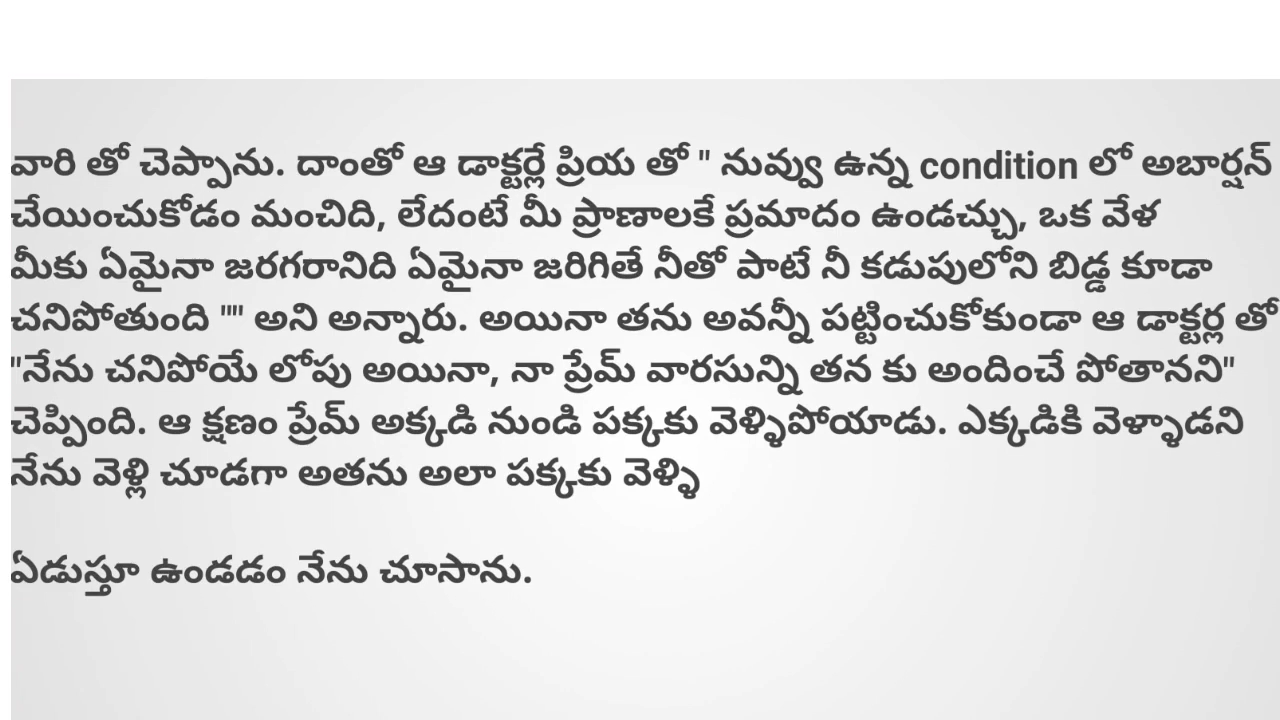 వారి తో చెప్పాను. దాంతో ఆ డాక్టర్లే ప్రియ తో " నువ్వు ఉన్న condition లో అబార్షన్
చేయించుకోడం మంచిది, లేదంటే మీ ప్రాణాలకే ప్రమాదం ఉండచ్చు, ఒక వేళ
మీకు ఏమైనా జరగరానిది ఏమైనా జరిగితే నీతో పాటే నీ కడుపులోని బిడ్డ కూడా
చనిపోతుంది "" అని అన్నారు. అయినా తను అవన్నీ పట్టించుకోకుండా ఆ డాక్టర్ల తో
"నేను చనిపోయే లోపు అయినా, నా ప్రేమ్ వారసున్ని తన కు అందించే పోతానని"
చెప్పింది. ఆ క్షణం ప్రేమ్ అక్కడి నుండి పక్కకు వెళ్ళిపోయాడు. ఎక్కడికి వెళ్ళాడని
నేను వెళ్లి చూడగా అతను అలా పక్కకు వెళ్ళి
ఏడుస్తూ ఉండడం నేను చూసాను.